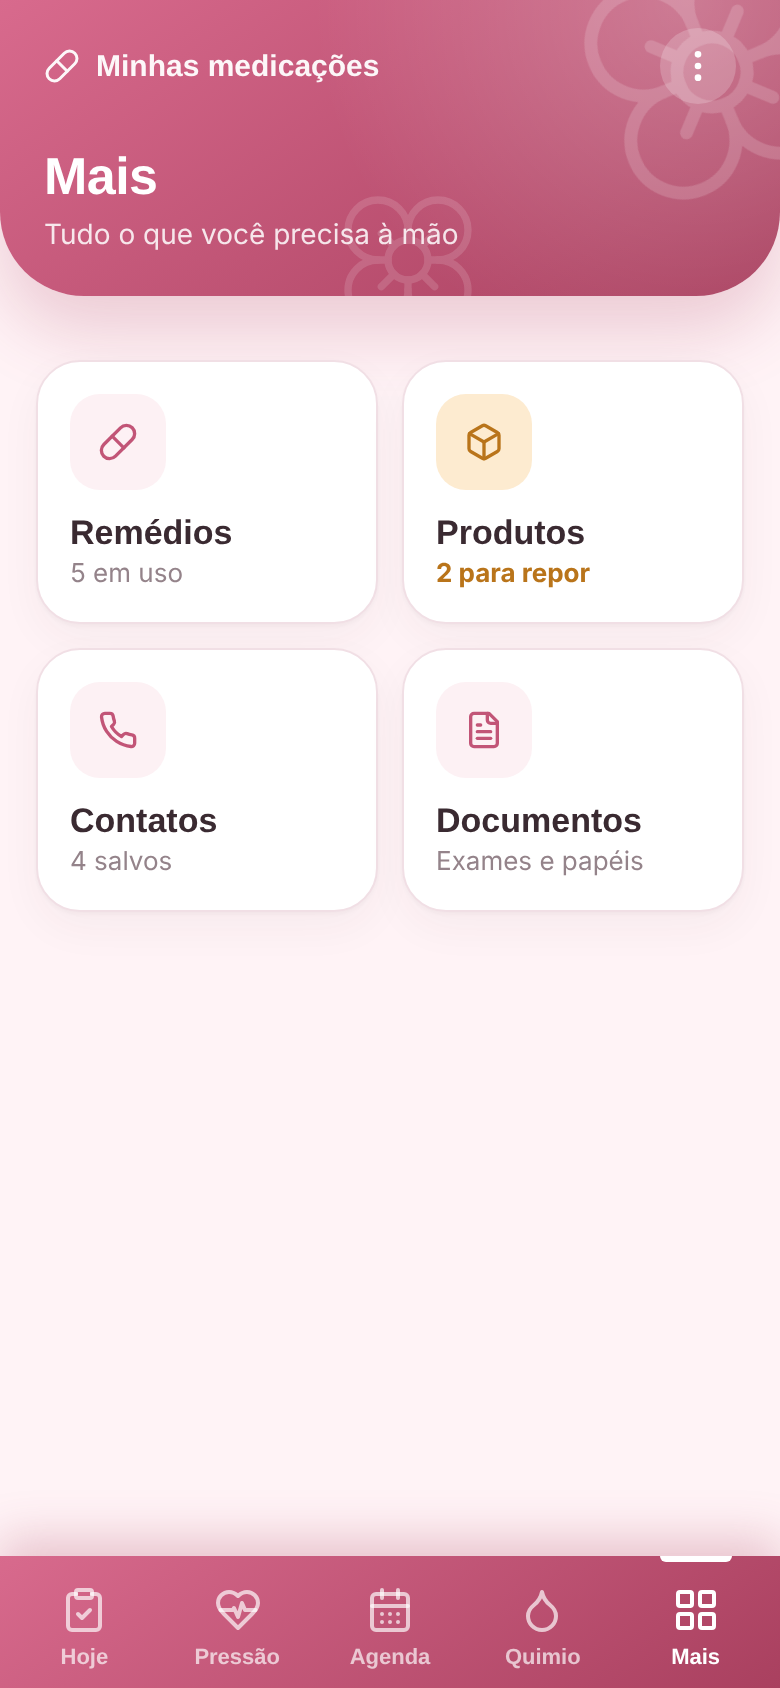 Minhas medicações
Mais
Tudo o que você precisa à mão
Remédios
5 em uso
Produtos
2 para repor
Contatos
4 salvos
Documentos
Exames e papéis
Hoje
Pressão
Agenda
Quimio
Mais